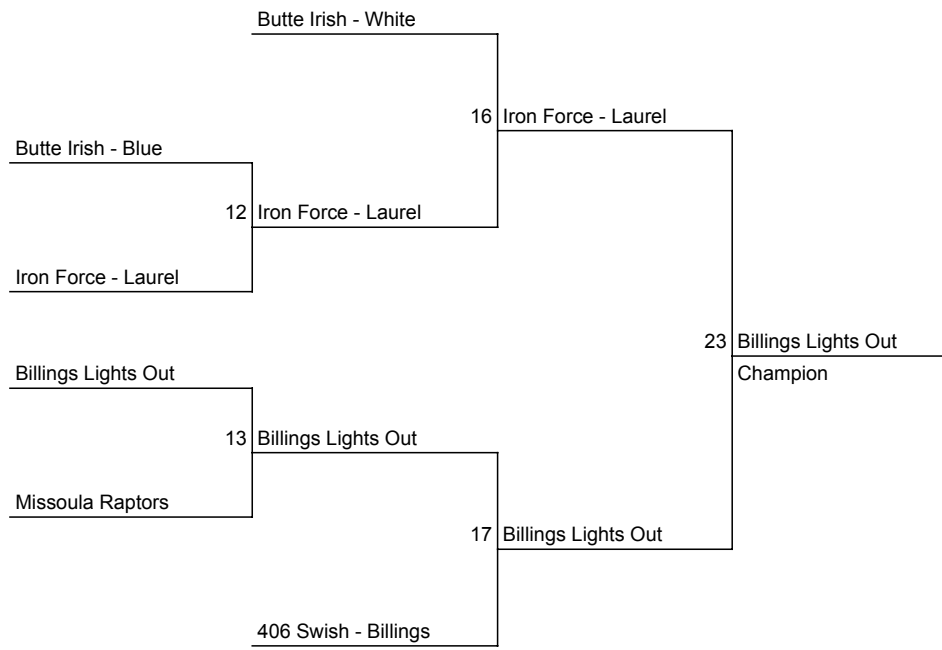 Butte Irish - White
16 Iron Force - Laurel
Butte Irish - Blue
12 Iron Force - Laurel
Iron Force - Laurel
23 Billings Lights Out
Billings Lights Out
Champion
13 Billings Lights Out
Missoula Raptors
17 Billings Lights Out
406 Swish - Billings